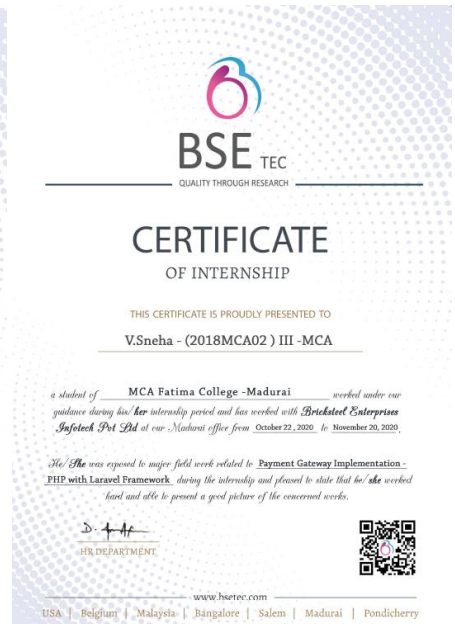 BSE TEC
QUALITY THROUGH RESEARCH
CERTIFICATE
OF INTERNSHIP
THIS CERTIFICATE IS PROUDLY PRESENTED TO
V.Sneha - (2018MCA02 ) III -MCA
a student of MCA Fatima College -Madurai worked under our
guidance during his/ her internship period and has worked with Bricksteel Enterprises
Infotech Pvt Ltd at our Madurai office from October 22 , 2020 to November 20, 2020.
He/ She was exposed to major field work related to Payment Gateway Implementation -
PHP with Laravel Framework during the internship and pleased to state that he/ she worked
hard and able to present a good picture of the concerned works.
HR DEPARTMENT
www.bsetec.com
USA | Belgium | Malaysia | Bangalore | Salem | Madurai | Pondicherry